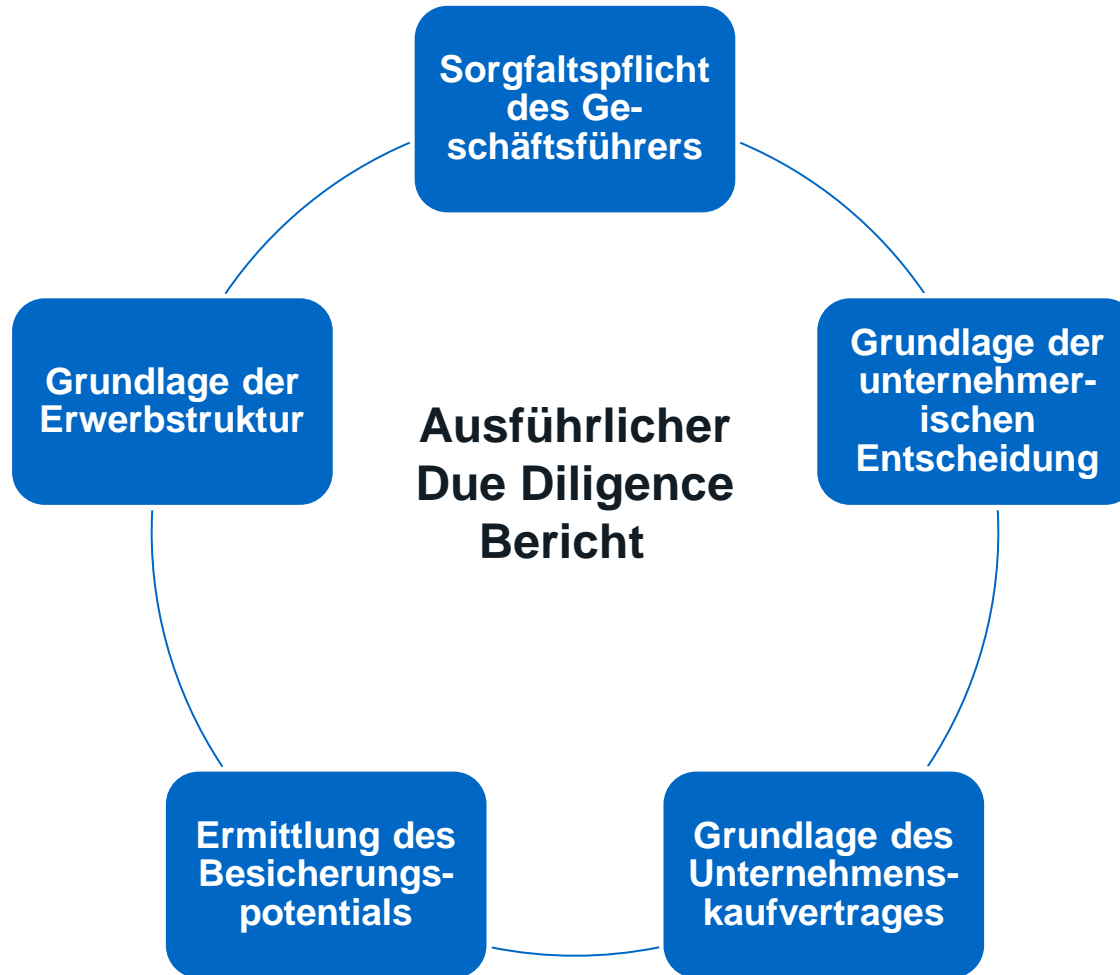 Sorgfaltspflicht
des Ge-
schäftsführers
Grundlage der
unternehmer-
ischen
Entscheidung
Grundlage der
Erwerbstruktur
Ausführlicher
Due Diligence
Bericht
Ermittlung des
Besicherungs-
potentials
Grundlage des
Unternehmens-
kaufvertrages